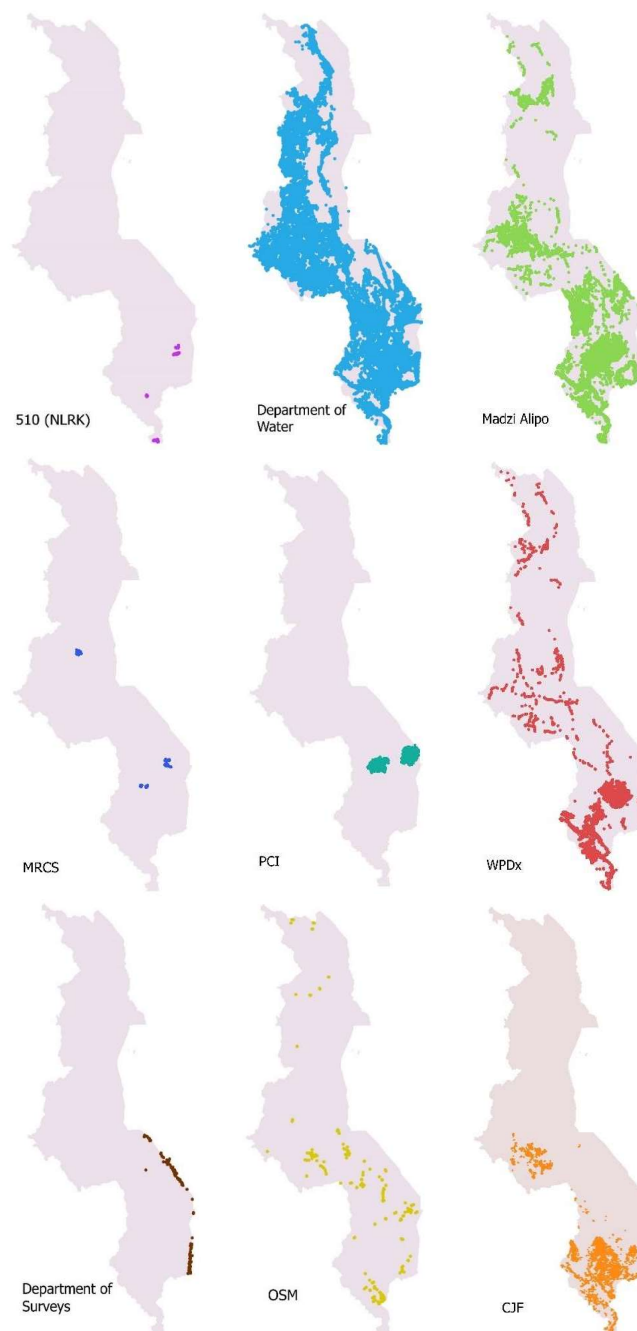 510 (NLRK)
Department of
Water
Madzi Alipo
MRCS
PCI
WPDx
Department of
Surveys
OSM
CJF